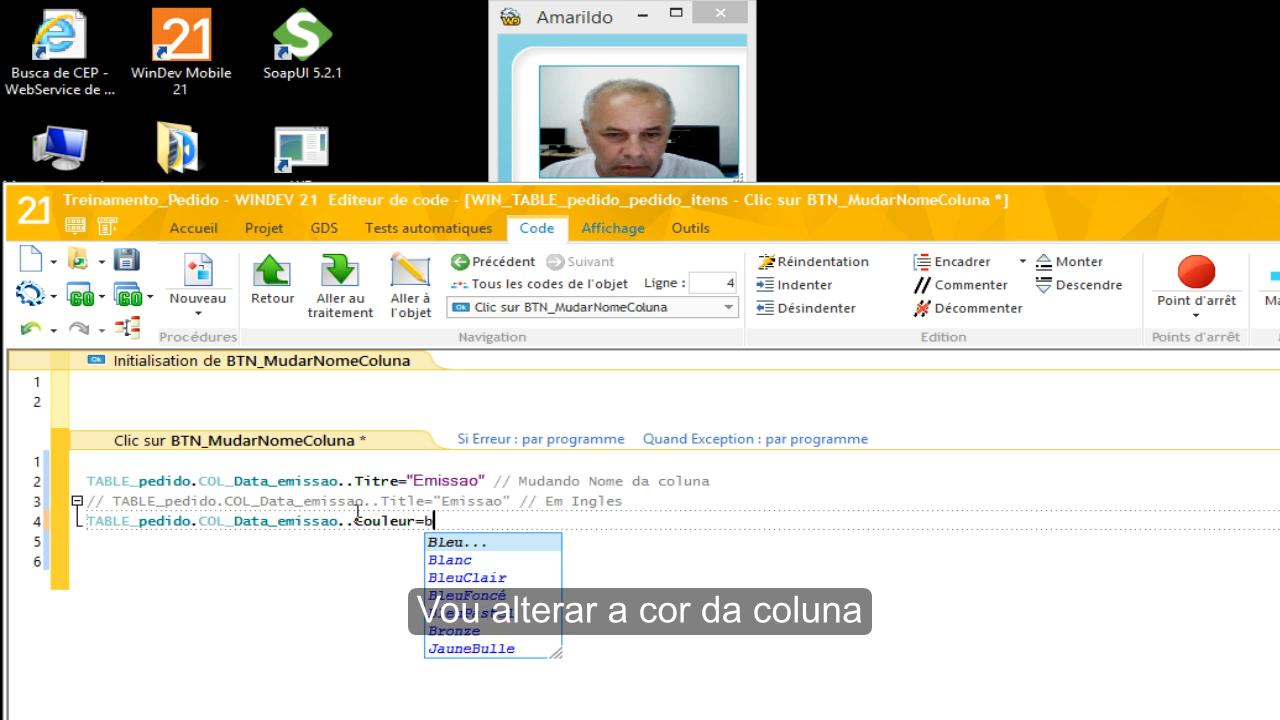 Amarildo
Busca de CEP -
WebService de ...
WinDev Mobile
21
SoapUI 5.2.1
21
Treinamento_Pedido - WINDEV 21 Editeur de code - [WIN_TABLE_pedido_pedido_itens - Clic sur BTN_MudarNomeColuna *]
Accueil Projet GDS Tests automatiques Code Affichage Outils
Nouveau
Procédures
Retour
Aller au
traitement
Aller à
l'objet
Précédent Suivant
Tous les codes de l'objet Ligne : 4
Clic sur BTN_MudarNomeColuna
Navigation
Réindentation
Indenter
Désindenter
Encadrer
Commenter
Décommenter
Monter
Descendre
Edition
Point d'arrêt
Points d'arrêt
Initialisation de BTN_MudarNomeColuna
1
2
Clic sur BTN_MudarNomeColuna * Si Erreur : par programme Quand Exception : par programme
1
2 TABLE_pedido.COL_Data_emissao..Titre="Emissao" // Mudando Nome da coluna
3 // TABLE_pedido.COL_Data_emissao..Title="Emissao" // Em Ingles
4 TABLE_pedido.COL_Data_emissao..Couleur=b
5
6
Bleu...
Blanc
BleuClair
BleuFoncé
BleuPastel
Bronze
JauneBulle
Vou alterar a cor da coluna